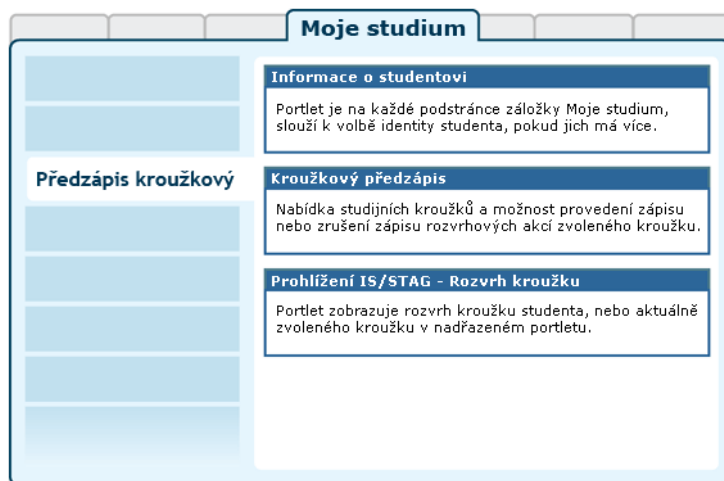 Moje studium
Informace o studentovi
Portlet je na každé podstránce záložky Moje studium,
slouží k volbě identity studenta, pokud jich má více.
Předzápis kroužkový
Kroužkový předzápis
Nabídka studijních kroužků a možnost provedení zápisu
nebo zrušení zápisu rozvrhových akcí zvoleného kroužku.
Prohlížení IS/STAG - Rozvrh kroužku
Portlet zobrazuje rozvrh kroužku studenta, nebo aktuálně
zvoleného kroužku v nadřazeném portletu.